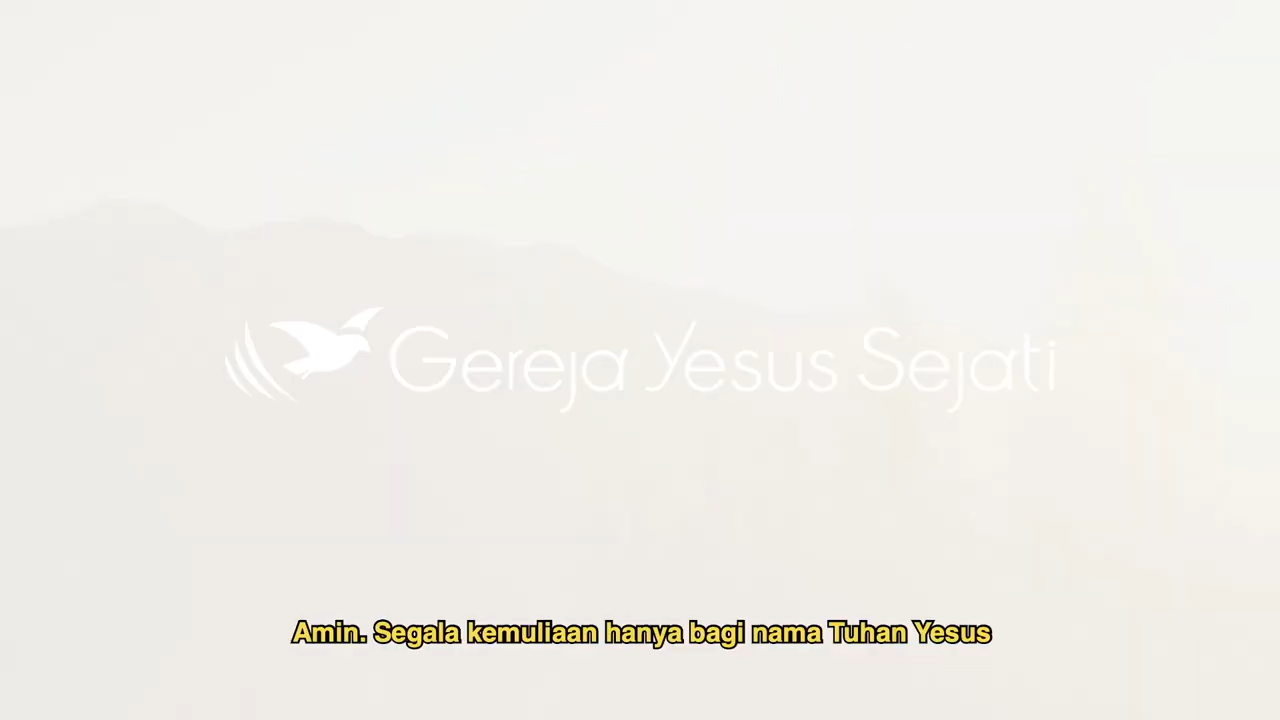 Gereja Yesus Sejati
Amin. Segala kemuliaan hanya bagi nama Tuhan Yesus